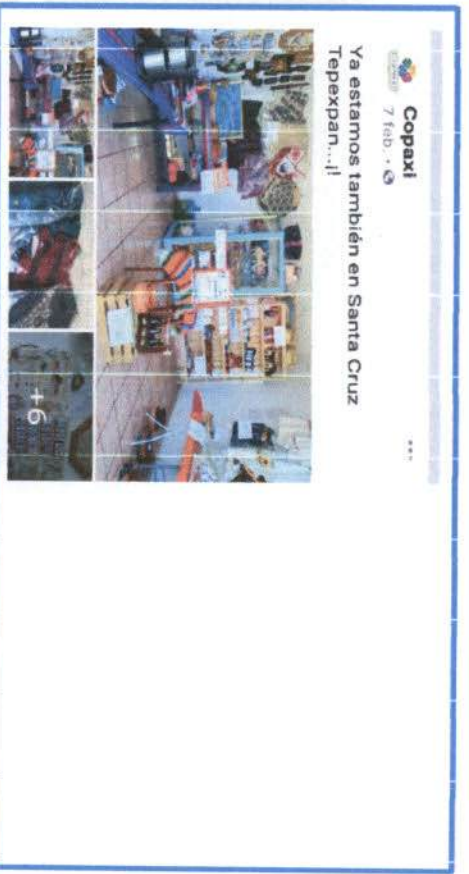 Copaxi
7 feb. •
...
Ya estamos también en Santa Cruz
Tepexpan...¡!
+6